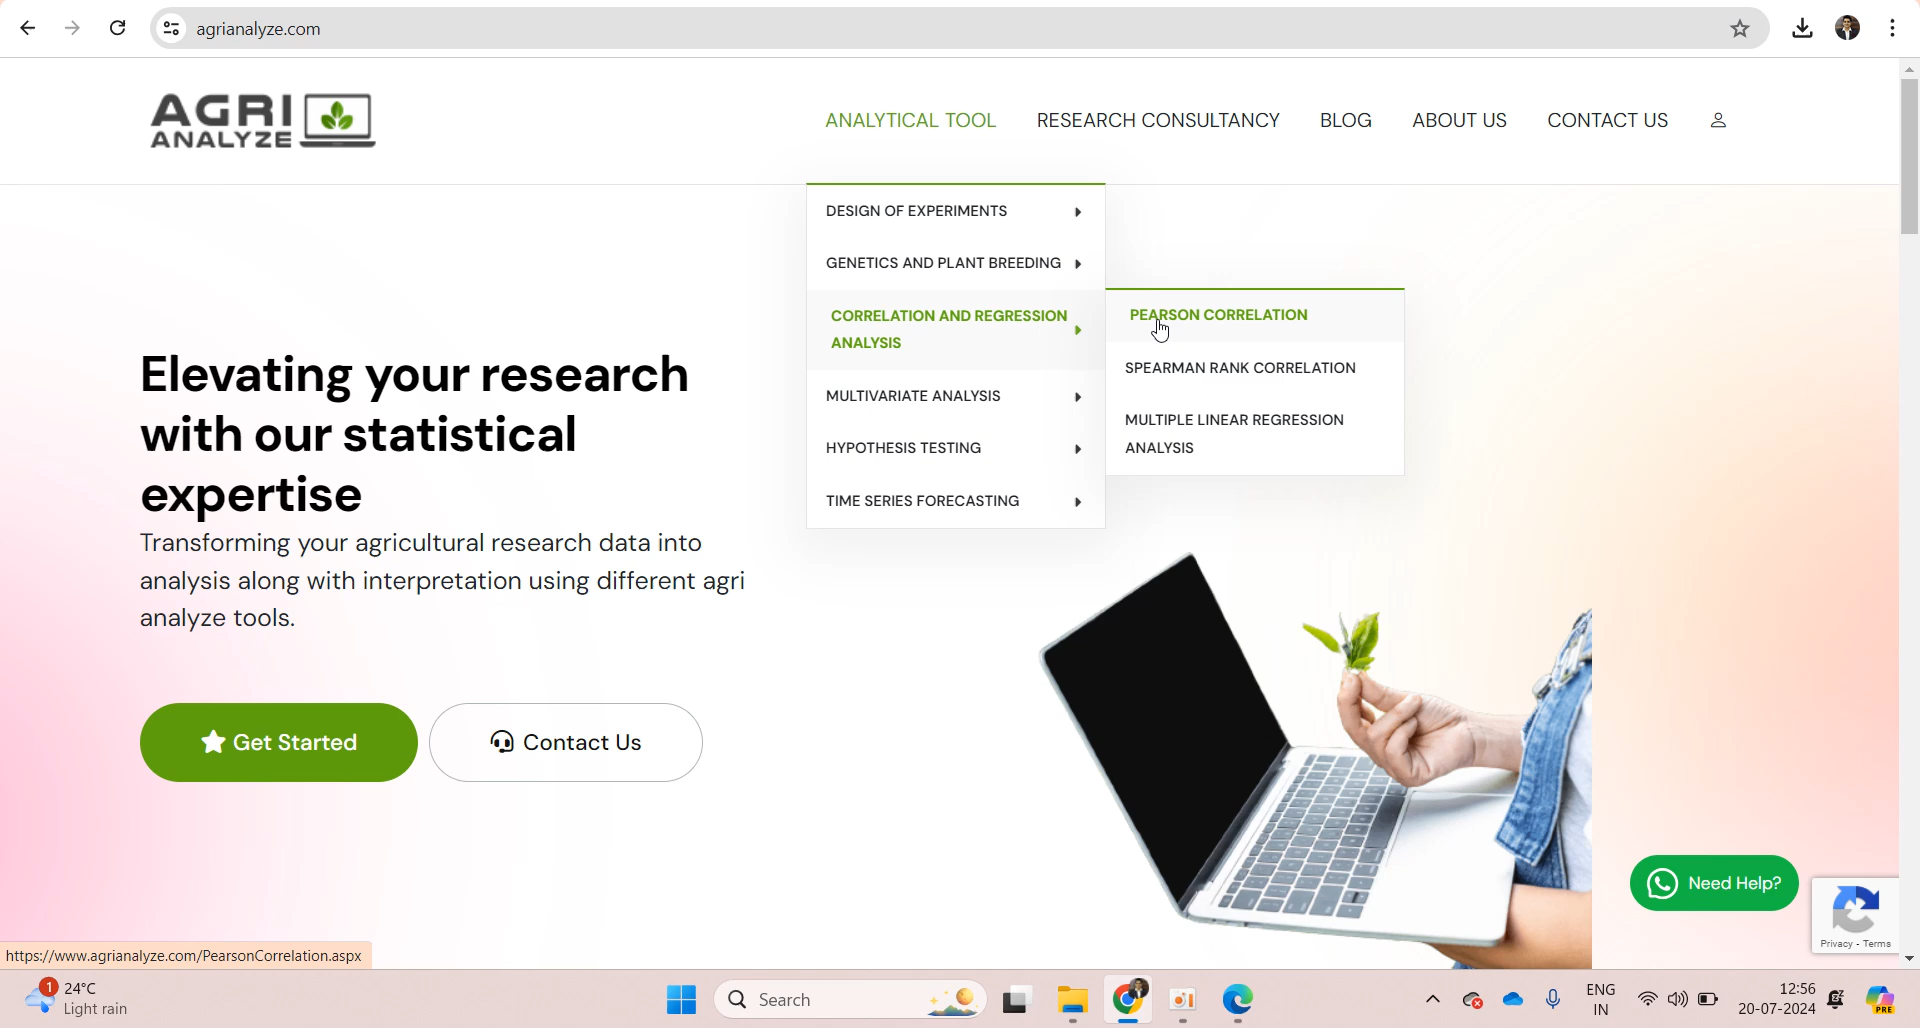 agrianalyze.com
AGRI
ANALYZE
ANALYTICAL TOOL
RESEARCH CONSULTANCY
BLOG
ABOUT US
CONTACT US
DESIGN OF EXPERIMENTS
GENETICS AND PLANT BREEDING
CORRELATION AND REGRESSION
ANALYSIS
MULTIVARIATE ANALYSIS
HYPOTHESIS TESTING
TIME SERIES FORECASTING
PEARSON CORRELATION
SPEARMAN RANK CORRELATION
MULTIPLE LINEAR REGRESSION
ANALYSIS
Elevating your research
with our statistical
expertise
Transforming your agricultural research data into
analysis along with interpretation using different agri
analyze tools.
Get Started
Contact Us
Need Help?
Privacy - Terms
https://www.agrianalyze.com/PearsonCorrelation.aspx
1
24°C
Light rain
Search
ENG
IN
12:56
20-07-2024
PRE